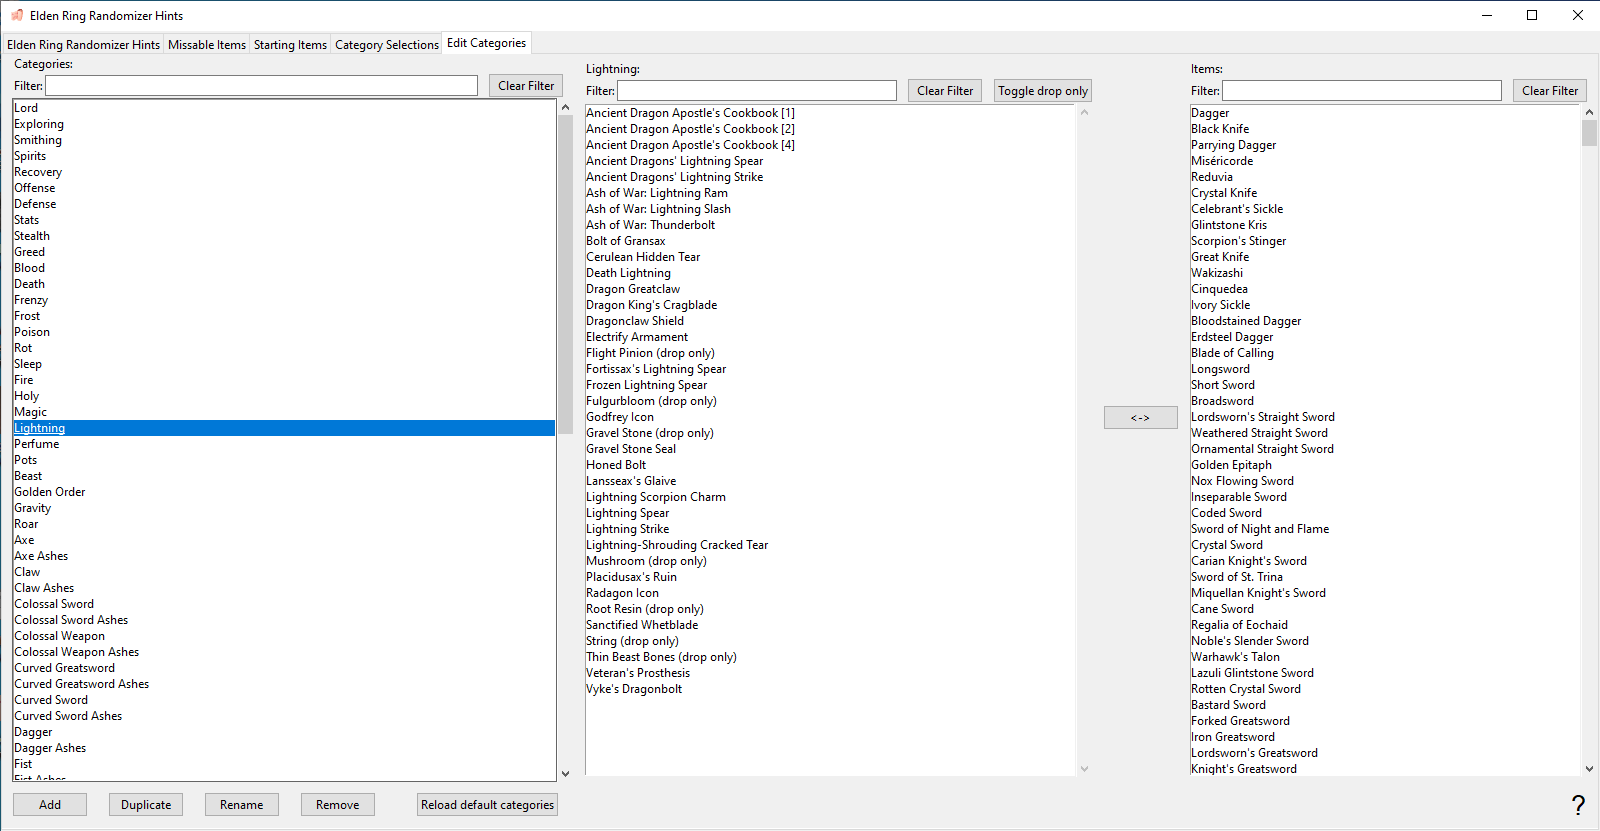 Elden Ring Randomizer Hints
Elden Ring Randomizer Hints Missable Items Starting Items Category Selections Edit Categories
Categories:
Filter: Clear Filter
Lord
Exploring
Smithing
Spirits
Recovery
Offense
Defense
Stats
Stealth
Greed
Blood
Death
Frenzy
Frost
Poison
Rot
Sleep
Fire
Holy
Magic
Lightning
Perfume
Pots
Beast
Golden Order
Gravity
Roar
Axe
Axe Ashes
Claw
Claw Ashes
Colossal Sword
Colossal Sword Ashes
Colossal Weapon
Colossal Weapon Ashes
Curved Greatsword
Curved Greatsword Ashes
Curved Sword
Curved Sword Ashes
Dagger
Dagger Ashes
Fist
Fist Ashes
Add Duplicate Rename Remove Reload default categories
Lightning:
Filter: Clear Filter Toggle drop only
Ancient Dragon Apostle's Cookbook [1]
Ancient Dragon Apostle's Cookbook [2]
Ancient Dragon Apostle's Cookbook [4]
Ancient Dragons' Lightning Spear
Ancient Dragons' Lightning Strike
Ash of War: Lightning Ram
Ash of War: Lightning Slash
Ash of War: Thunderbolt
Bolt of Gransax
Cerulean Hidden Tear
Death Lightning
Dragon Greatclaw
Dragon King's Cragblade
Dragonclaw Shield
Electrify Armament
Flight Pinion (drop only)
Fortissax's Lightning Spear
Frozen Lightning Spear
Fulgurbloom (drop only)
Godfrey Icon
Gravel Stone (drop only)
Gravel Stone Seal
Honed Bolt
Lansseax's Glaive
Lightning Scorpion Charm
Lightning Spear
Lightning Strike
Lightning-Shrouding Cracked Tear
Mushroom (drop only)
Placidusax's Ruin
Radagon Icon
Root Resin (drop only)
Sanctified Whetblade
String (drop only)
Thin Beast Bones (drop only)
Veteran's Prosthesis
Vyke's Dragonbolt
<->
Items:
Filter: Clear Filter
Dagger
Black Knife
Parrying Dagger
Miséricorde
Reduvia
Crystal Knife
Celebrant's Sickle
Glintstone Kris
Scorpion's Stinger
Great Knife
Wakizashi
Cinquedea
Ivory Sickle
Bloodstained Dagger
Erdsteel Dagger
Blade of Calling
Longsword
Short Sword
Broadsword
Lordsworn's Straight Sword
Weathered Straight Sword
Ornamental Straight Sword
Golden Epitaph
Nox Flowing Sword
Inseparable Sword
Coded Sword
Sword of Night and Flame
Crystal Sword
Carian Knight's Sword
Sword of St. Trina
Miquellan Knight's Sword
Cane Sword
Regalia of Eochaid
Noble's Slender Sword
Warhawk's Talon
Lazuli Glintstone Sword
Rotten Crystal Sword
Bastard Sword
Forked Greatsword
Iron Greatsword
Lordsworn's Greatsword
Knight's Greatsword
?